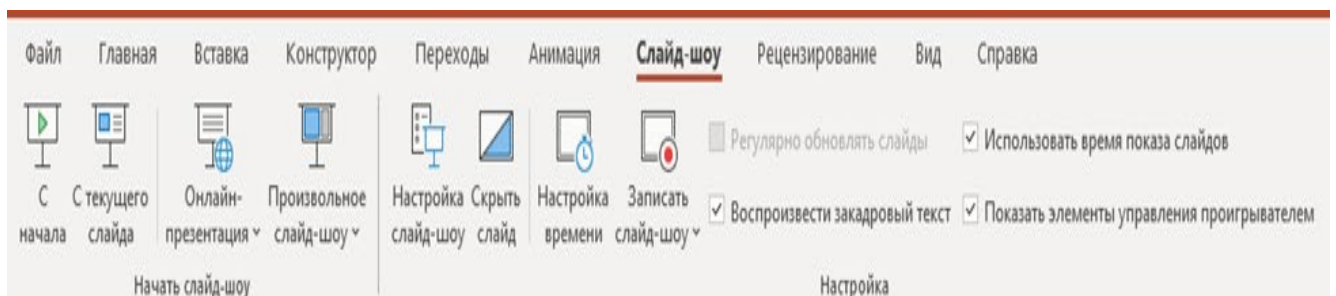 Файл Главная Вставка Конструктор Переходы Анимация Слайд-шоу Рецензирование Вид Справка
С начала
С текущего слайда
Онлайн-презентация
Произвольное слайд-шоу
Настройка слайд-шоу
Скрыть слайд
Настройка времени
Записать слайд-шоу
Регулярно обновлять слайды
Воспроизвести закадровый текст
Использовать время показа слайдов
Показать элементы управления проигрывателем
Начать слайд-шоу
Настройка